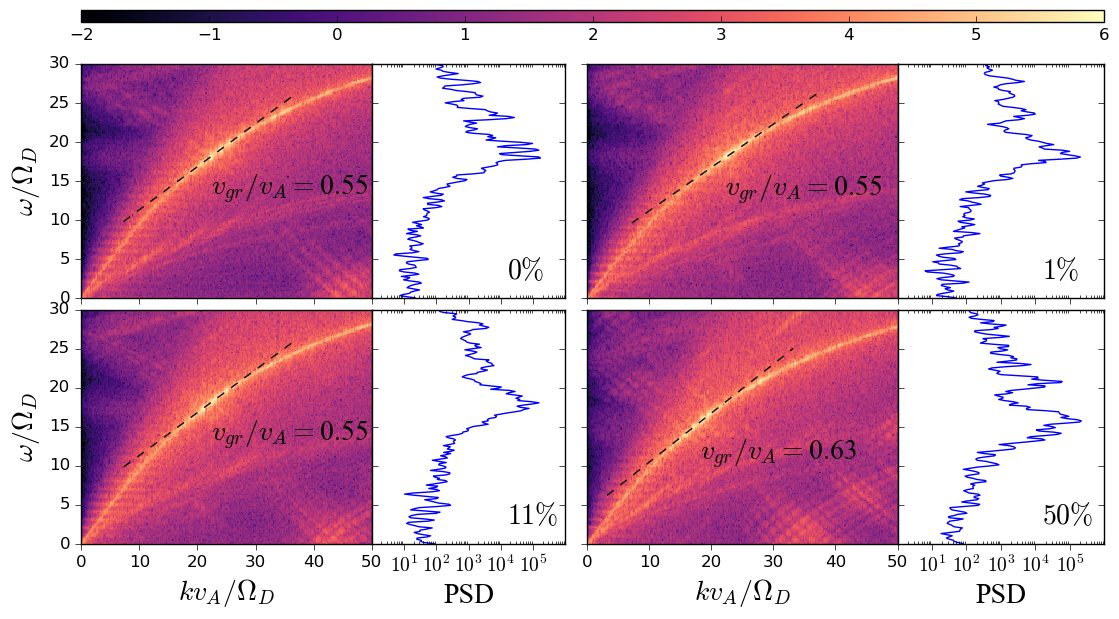 −2 −1 0 1 2 3 4 5 6
30 25 20 15 10 5 0
ω/Ω_D
v_gr/v_A = 0.55
0%
v_gr/v_A = 0.55
1%
30 25 20 15 10 5 0
ω/Ω_D
v_gr/v_A = 0.55
11%
v_gr/v_A = 0.63
50%
0 10 20 30 40 50
10^1 10^2 10^3 10^4 10^5
0 10 20 30 40 50
10^1 10^2 10^3 10^4 10^5
kv_A/Ω_D
PSD
kv_A/Ω_D
PSD